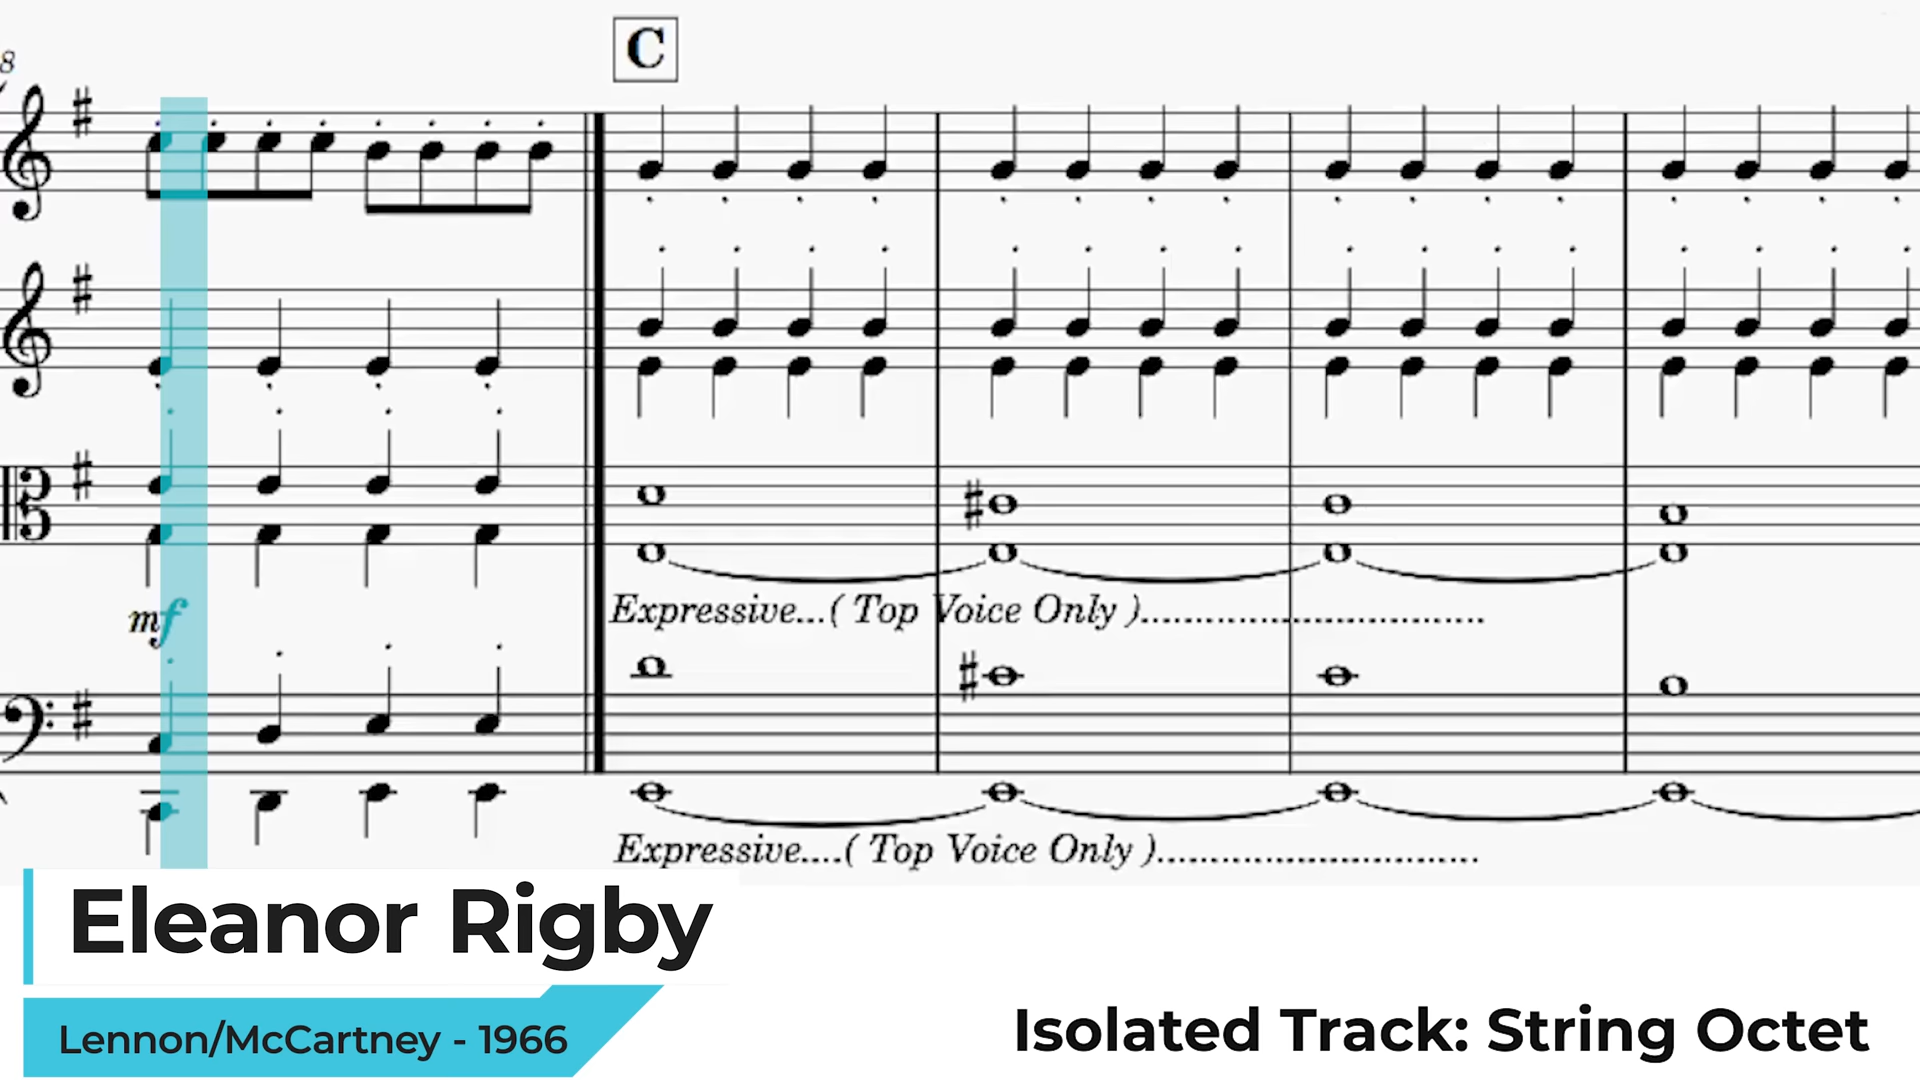 8
C
mf
Expressive...( Top Voice Only )................................
Expressive....( Top Voice Only )..............................
Eleanor Rigby
Lennon/McCartney - 1966
Isolated Track: String Octet